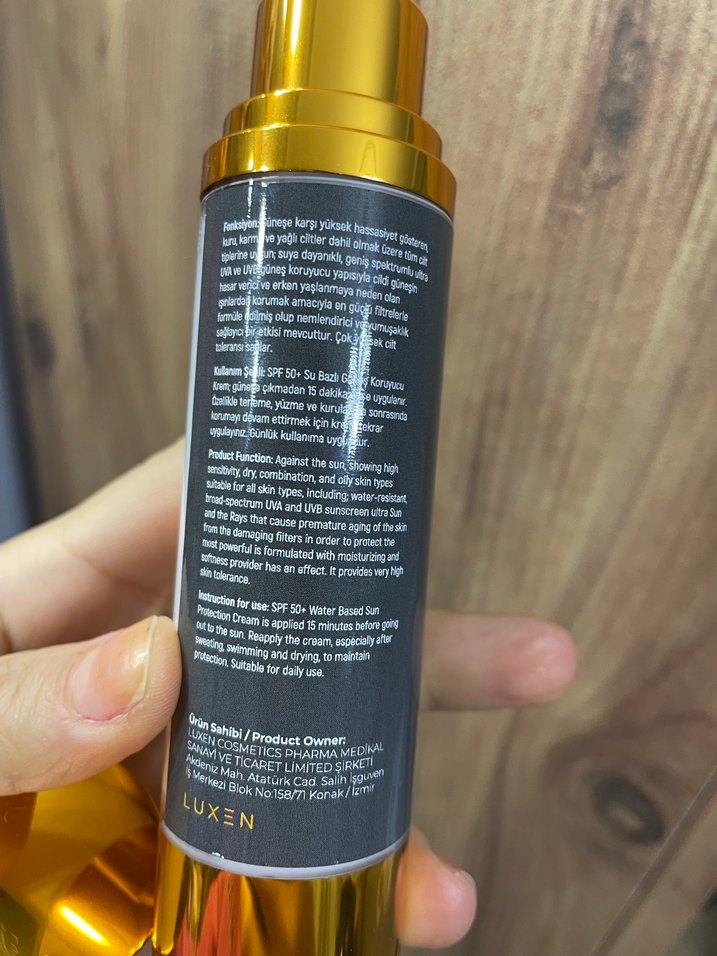 Fonksiyon: Güneşe karşı yüksek hassasiyet gösteren,
kuru, karma ve yağlı ciltler dahil olmak üzere tüm cilt
tiplerine uygun; suya dayanıklı, geniş spektrumlu ultra
UVA ve UVB güneş koruyucu yapısıyla cildi güneşin
hasar verici ve erken yaşlanmaya neden olan
ışınlardan korumak amacıyla en güçlü filtrelerle
formüle edilmiş olup nemlendirici ve yumuşaklık
sağlayıcı bir etkisi mevcuttur. Çok yüksek cilt
toleransı sağlar.
Kullanım Şekli: SPF 50+ Su Bazlı Güneş Koruyucu
Krem; güneşe çıkmadan 15 dakika uygulanır.
Özellikle terleme, yüzme ve kurulanma sonrasında
korumayı devam ettirmek için kremi tekrar
uygulayınız. Günlük kullanıma uygundur.
Product Function: Against the sun, showing high
sensitivity, dry, combination, and oily skin types
suitable for all skin types, including; water-resistant,
broad-spectrum UVA and UVB sunscreen ultra Sun
and the Rays that cause premature aging of the skin
from the damaging filters in order to protect the
most powerful is formulated with moisturizing and
softness provider has an effect. It provides very high
skin tolerance.
Instruction for use: SPF 50+ Water Based Sun
Protection Cream is applied 15 minutes before going
out to the sun. Reapply the cream, especially after
sweating, swimming and drying, to maintain
protection. Suitable for daily use.
Ürün Sahibi / Product Owner:
LUXEN COSMETICS PHARMA MEDİKAL
SANAYİ VE TİCARET LİMİTED ŞİRKETİ
Akdeniz Mah. Atatürk Cad. Salih İşgüven
İş Merkezi Blok No:158/71 Konak / İzmir
LUXEN